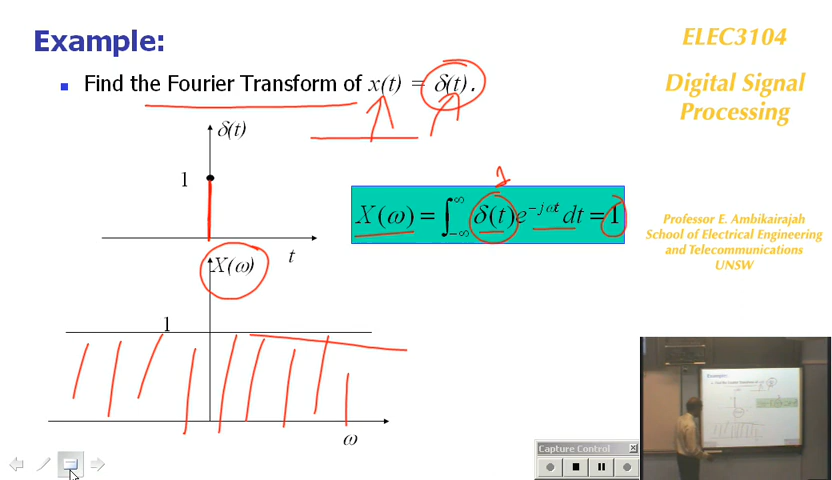 Example:
Find the Fourier Transform of x(t) = δ(t).
δ(t)
1
t
X(ω)
1
ω
1
X(ω) = ∫_{-∞}^{∞} δ(t)e^{-jωt} dt = 1
ELEC3104
Digital Signal
Processing
Professor E. Ambikairajah
School of Electrical Engineering
and Telecommunications
UNSW
Capture Control